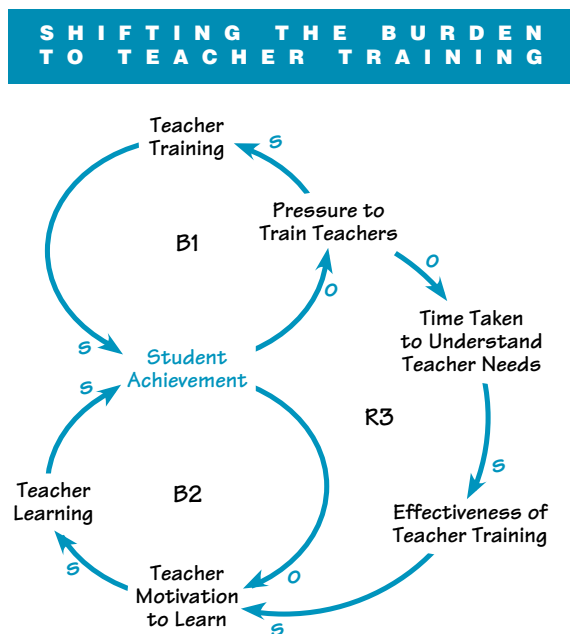 SHIFTING THE BURDEN
TO TEACHER TRAINING
Teacher
Training
S
Pressure to
Train Teachers
B1
O
O
Time Taken
to Understand
Teacher Needs
S
Student
Achievement
S
R3
S
Teacher
Learning
B2
Effectiveness of
Teacher Training
S
Teacher
Motivation
to Learn
O
S